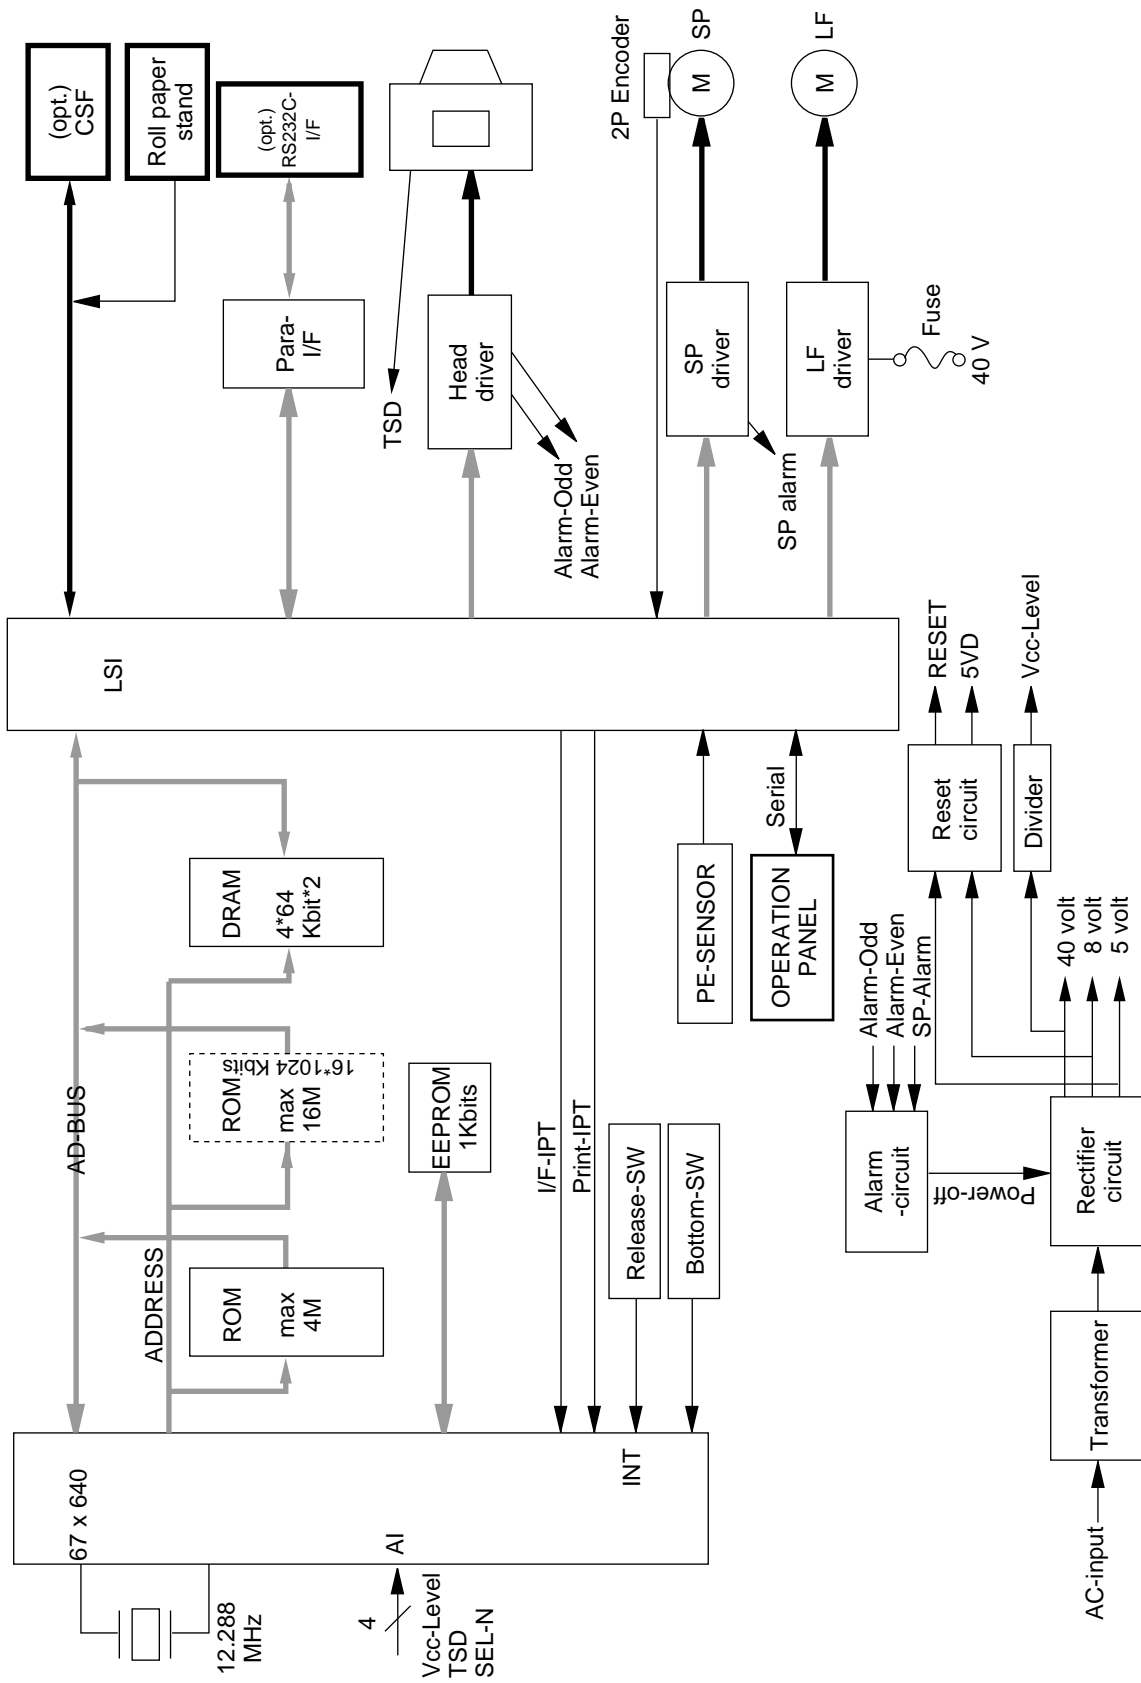 (opt.)
CSF
Roll paper
stand
(opt.)
RS232C-
I/F
Para-
I/F
TSD
Head
driver
Alarm-Odd
Alarm-Even
2P Encoder
M
SP
M
LF
SP
driver
SP alarm
LF
driver
Fuse
40 V
LSI
AD-BUS
ADDRESS
DRAM
4*64
Kbit*2
ROM
max
16M
16*1024 Kbits
ROM
max
4M
EEPROM
1Kbits
I/F-IPT
Print-IPT
Release-SW
Bottom-SW
PE-SENSOR
Serial
OPERATION
PANEL
67 x 640
INT
AI
12.288
MHz
4
Vcc-Level
TSD
SEL-N
RESET
5VD
Vcc-Level
Reset
circuit
Divider
40 volt
8 volt
5 volt
Alarm-Odd
Alarm-Even
SP-Alarm
Alarm
-circuit
Power-off
Rectifier
circuit
Transformer
AC-input